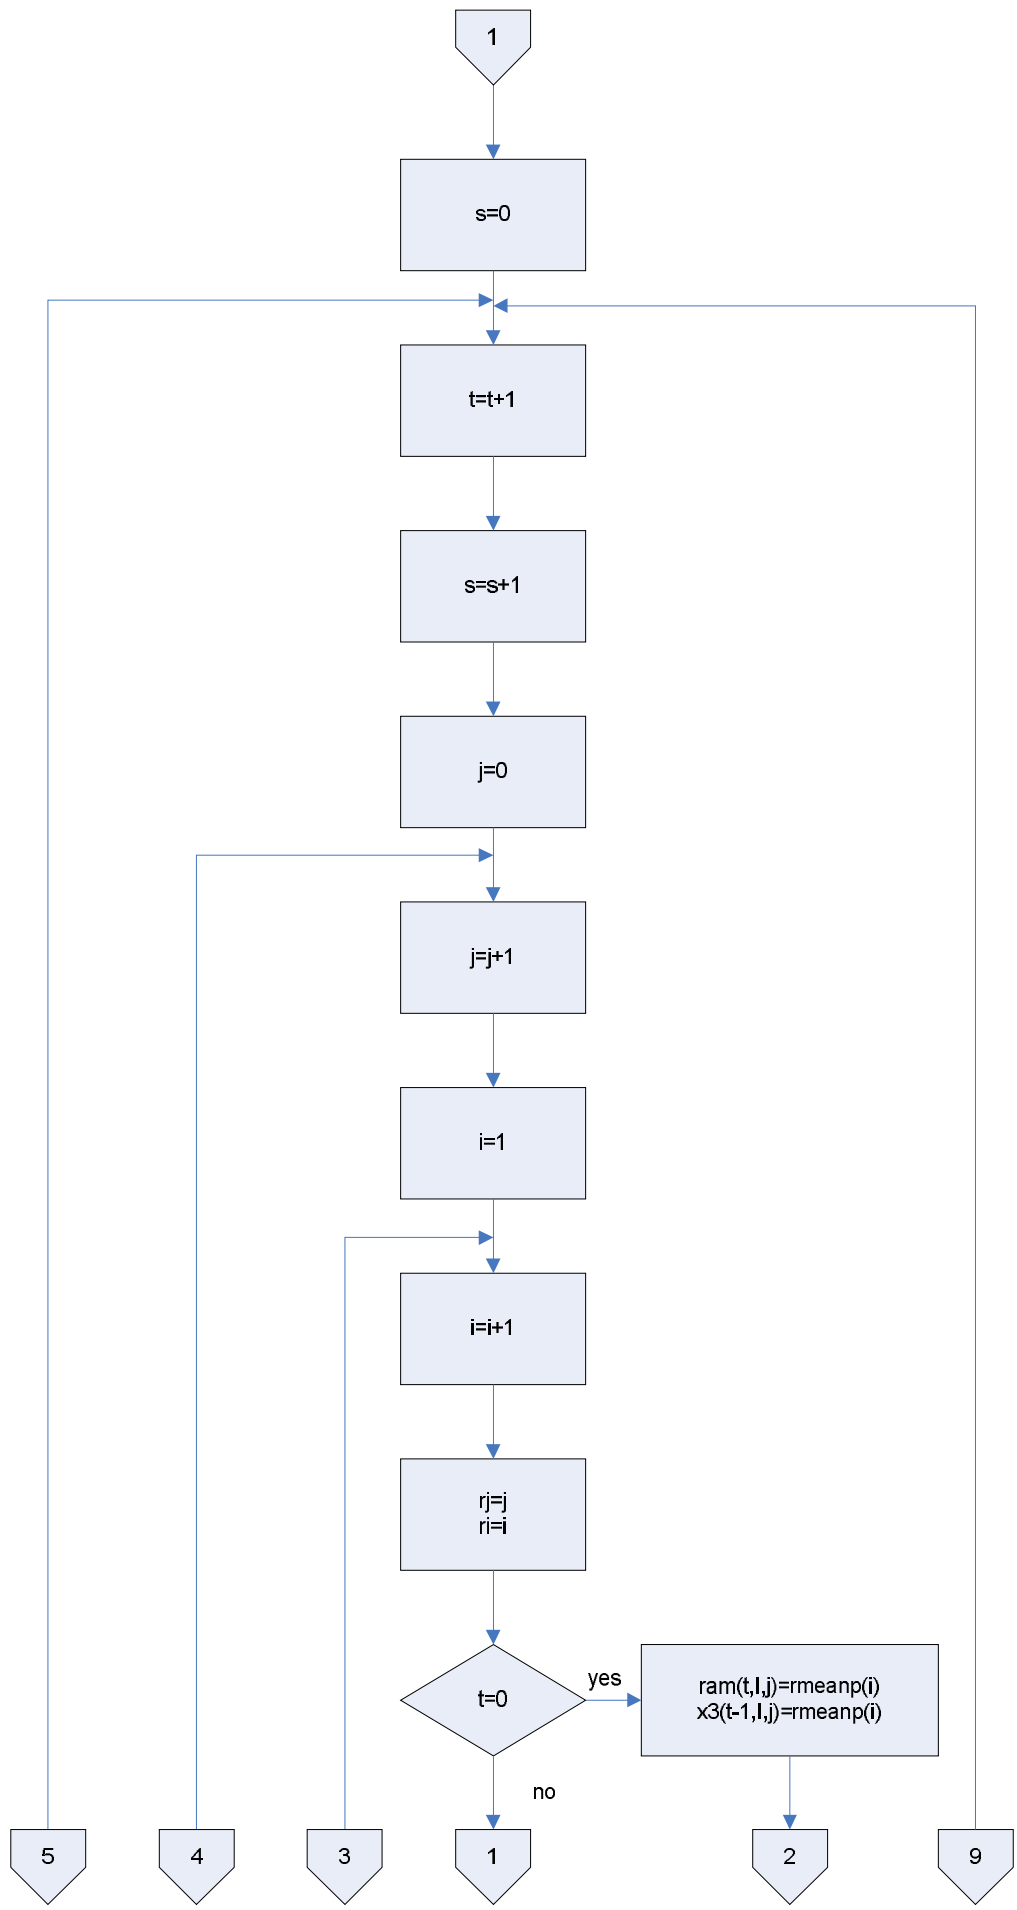 1
s=0
t=t+1
s=s+1
j=0
j=j+1
i=1
i=i+1
rj=j
ri=i
t=0
yes
ram(t,I,j)=rmeanp(i)
x3(t-1,I,j)=rmeanp(i)
no
5
4
3
1
2
9